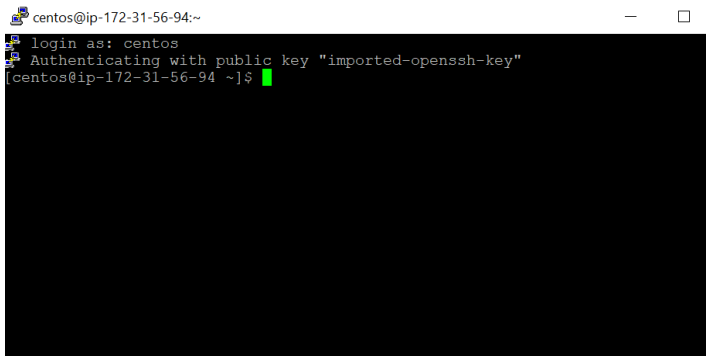 centos@ip-172-31-56-94:~
login as: centos
Authenticating with public key "imported-openssh-key"
[centos@ip-172-31-56-94 ~]$